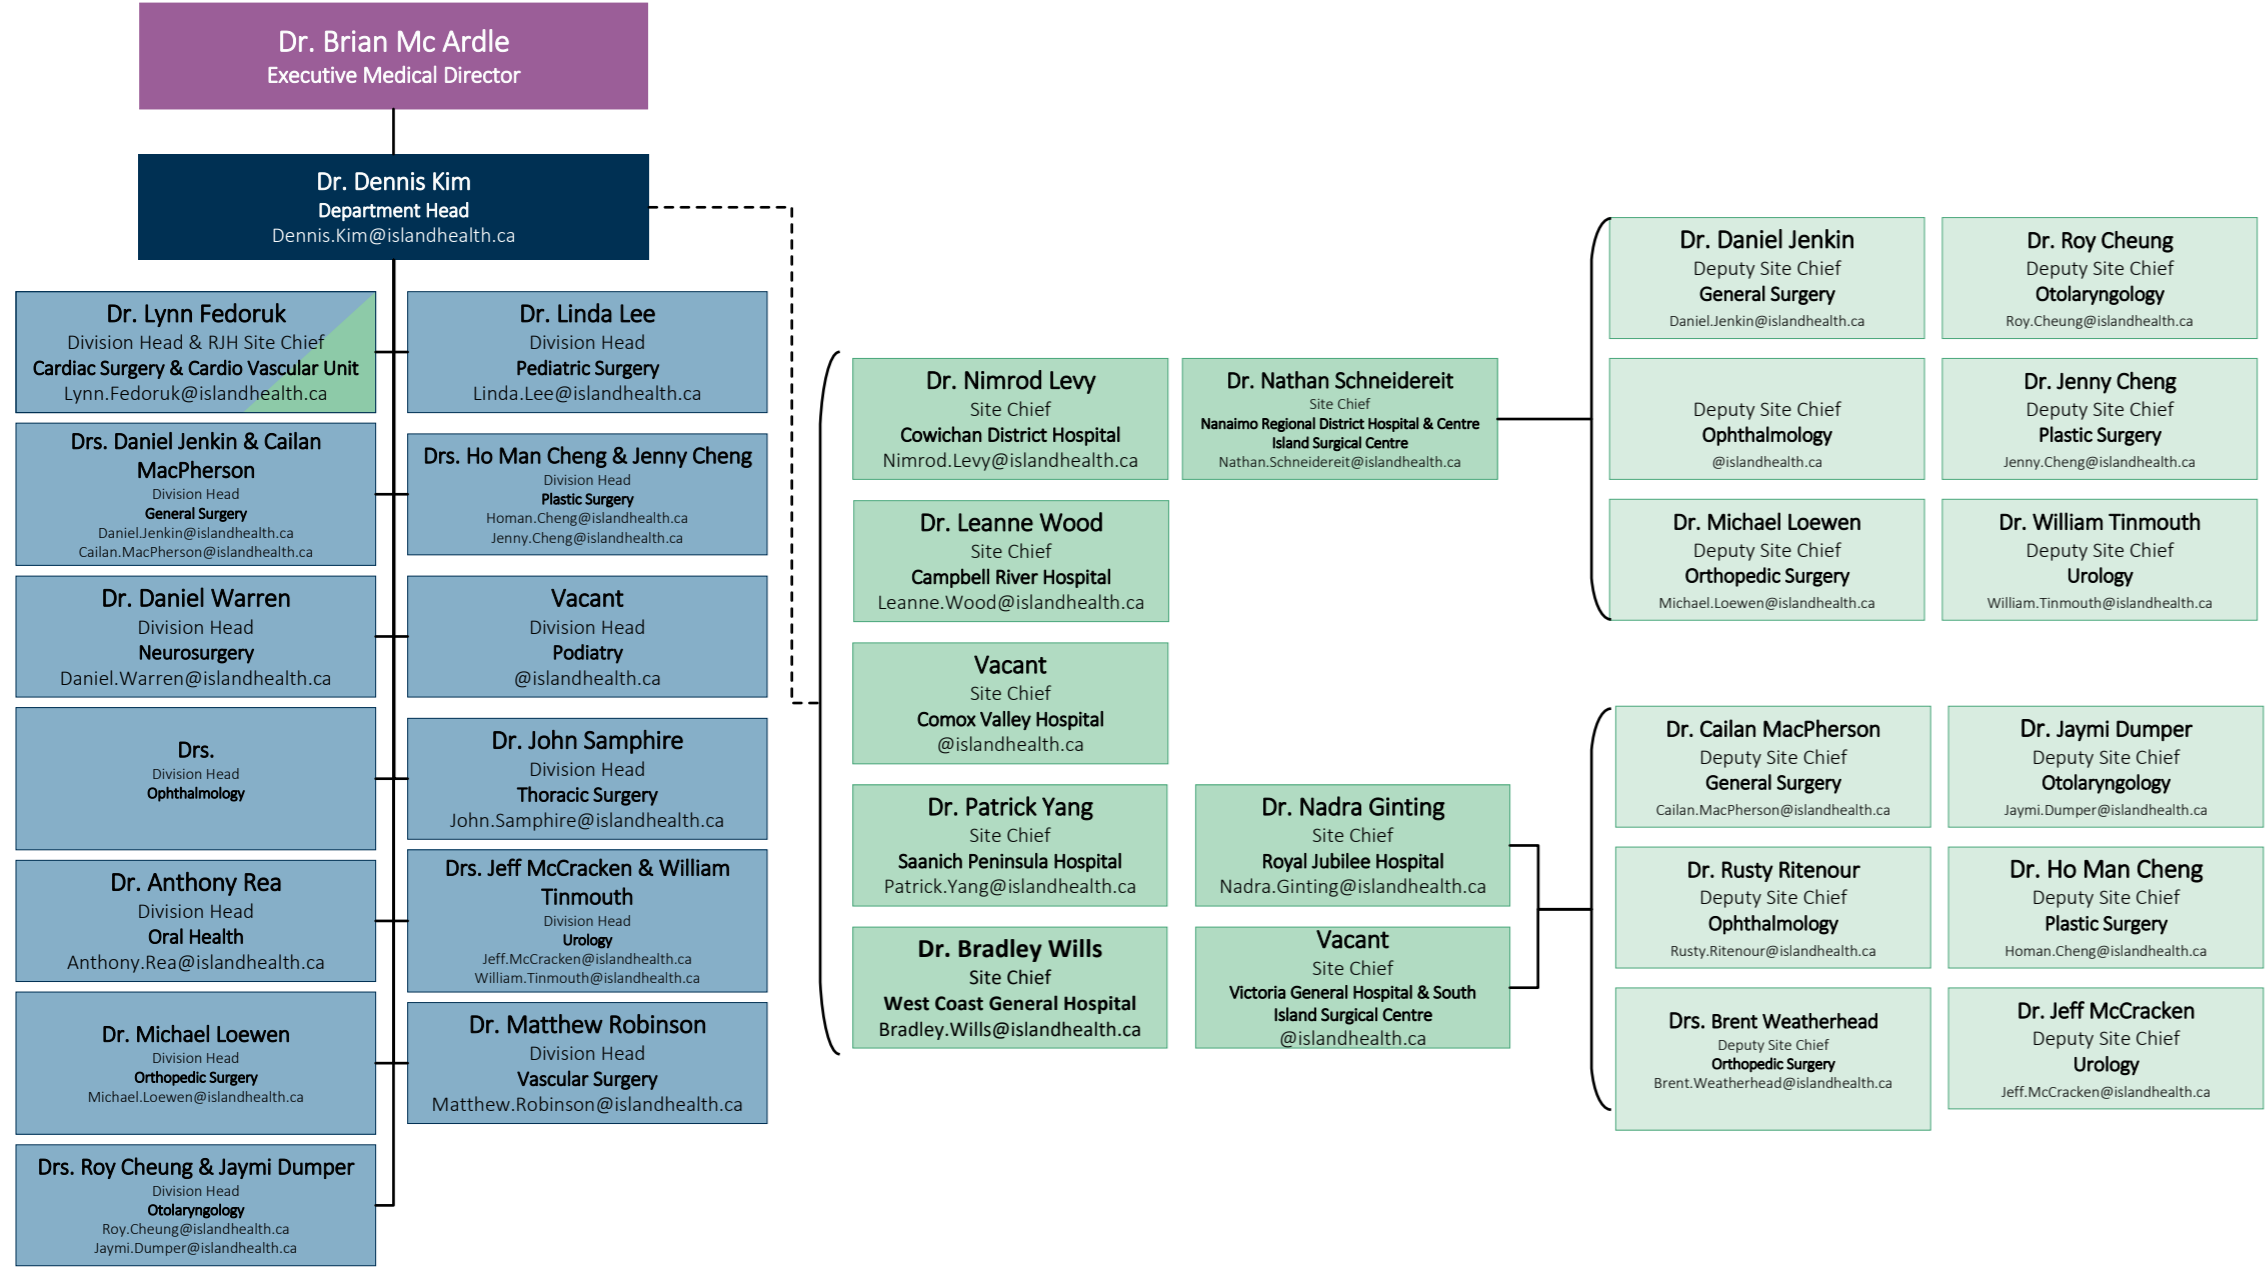 Dr. Brian Mc Ardle
Executive Medical Director
Dr. Dennis Kim
Department Head
Dennis.Kim@islandhealth.ca
Dr. Lynn Fedoruk
Division Head & RJH Site Chief
Cardiac Surgery & Cardio Vascular Unit
Lynn.Fedoruk@islandhealth.ca
Dr. Linda Lee
Division Head
Pediatric Surgery
Linda.Lee@islandhealth.ca
Drs. Daniel Jenkin & Cailan
MacPherson
Division Head
General Surgery
Daniel.Jenkin@islandhealth.ca
Cailan.MacPherson@islandhealth.ca
Drs. Ho Man Cheng & Jenny Cheng
Division Head
Plastic Surgery
Homan.Cheng@islandhealth.ca
Jenny.Cheng@islandhealth.ca
Dr. Daniel Warren
Division Head
Neurosurgery
Daniel.Warren@islandhealth.ca
Vacant
Division Head
Podiatry
@islandhealth.ca
Drs.
Division Head
Ophthalmology
Dr. John Samphire
Division Head
Thoracic Surgery
John.Samphire@islandhealth.ca
Dr. Anthony Rea
Division Head
Oral Health
Anthony.Rea@islandhealth.ca
Drs. Jeff McCracken & William
Tinmouth
Division Head
Urology
Jeff.McCracken@islandhealth.ca
William.Tinmouth@islandhealth.ca
Dr. Michael Loewen
Division Head
Orthopedic Surgery
Michael.Loewen@islandhealth.ca
Dr. Matthew Robinson
Division Head
Vascular Surgery
Matthew.Robinson@islandhealth.ca
Drs. Roy Cheung & Jaymi Dumper
Division Head
Otolaryngology
Roy.Cheung@islandhealth.ca
Jaymi.Dumper@islandhealth.ca
Dr. Nimrod Levy
Site Chief
Cowichan District Hospital
Nimrod.Levy@islandhealth.ca
Dr. Nathan Schneidereit
Site Chief
Nanaimo Regional District Hospital & Centre
Island Surgical Centre
Nathan.Schneidereit@islandhealth.ca
Dr. Leanne Wood
Site Chief
Campbell River Hospital
Leanne.Wood@islandhealth.ca
Vacant
Site Chief
Comox Valley Hospital
@islandhealth.ca
Dr. Patrick Yang
Site Chief
Saanich Peninsula Hospital
Patrick.Yang@islandhealth.ca
Dr. Nadra Ginting
Site Chief
Royal Jubilee Hospital
Nadra.Ginting@islandhealth.ca
Dr. Bradley Wills
Site Chief
West Coast General Hospital
Bradley.Wills@islandhealth.ca
Vacant
Site Chief
Victoria General Hospital & South
Island Surgical Centre
@islandhealth.ca
Dr. Daniel Jenkin
Deputy Site Chief
General Surgery
Daniel.Jenkin@islandhealth.ca
Dr. Roy Cheung
Deputy Site Chief
Otolaryngology
Roy.Cheung@islandhealth.ca
Deputy Site Chief
Ophthalmology
@islandhealth.ca
Dr. Jenny Cheng
Deputy Site Chief
Plastic Surgery
Jenny.Cheng@islandhealth.ca
Dr. Michael Loewen
Deputy Site Chief
Orthopedic Surgery
Michael.Loewen@islandhealth.ca
Dr. William Tinmouth
Deputy Site Chief
Urology
William.Tinmouth@islandhealth.ca
Dr. Cailan MacPherson
Deputy Site Chief
General Surgery
Cailan.MacPherson@islandhealth.ca
Dr. Jaymi Dumper
Deputy Site Chief
Otolaryngology
Jaymi.Dumper@islandhealth.ca
Dr. Rusty Ritenour
Deputy Site Chief
Ophthalmology
Rusty.Ritenour@islandhealth.ca
Dr. Ho Man Cheng
Deputy Site Chief
Plastic Surgery
Homan.Cheng@islandhealth.ca
Drs. Brent Weatherhead
Deputy Site Chief
Orthopedic Surgery
Brent.Weatherhead@islandhealth.ca
Dr. Jeff McCracken
Deputy Site Chief
Urology
Jeff.McCracken@islandhealth.ca